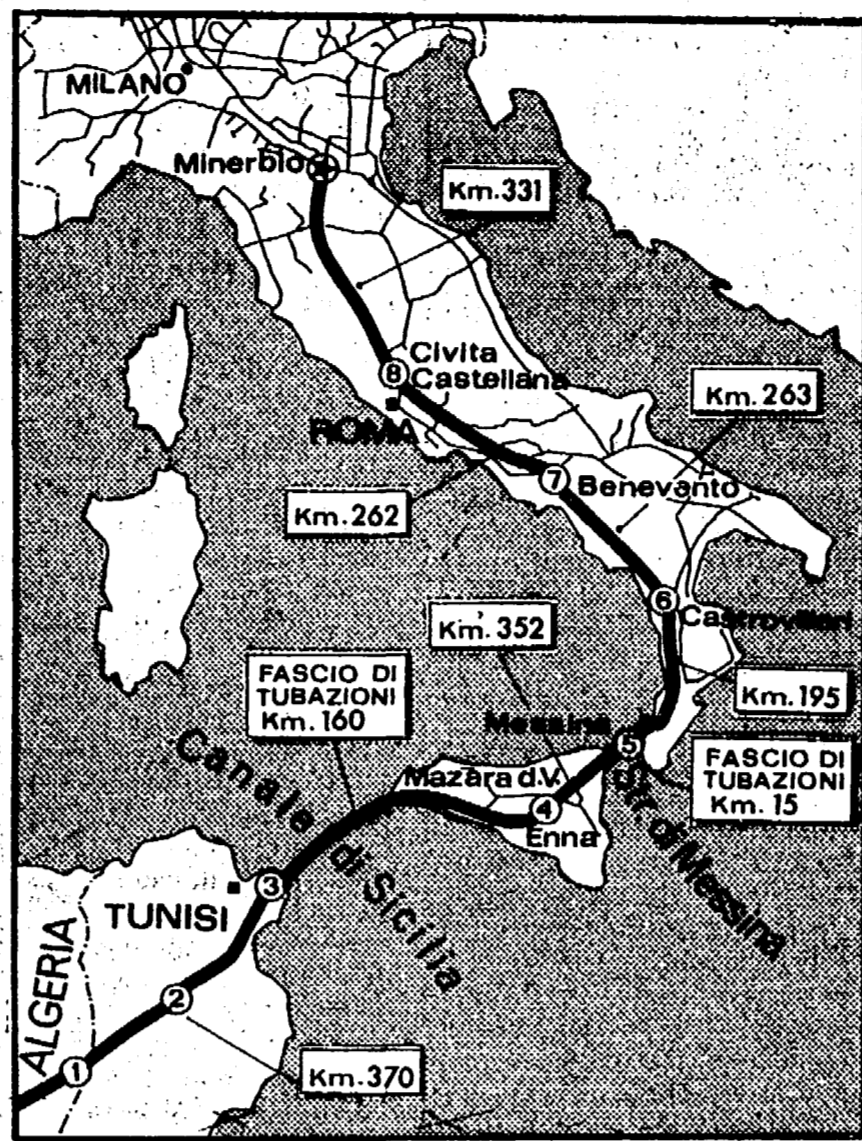 MILANO
Minerbio
Km. 331
8
Civita
Castellana
ROMA
Km. 263
7
Benevanto
Km. 262
6
Castrovillari
Km. 352
FASCIO DI
TUBAZIONI
Km. 160
Km. 195
Messina
5
FASCIO DI
TUBAZIONI
Km. 15
Mazara d.V.
4
Enna
Canale di Sicilia
Str. di Messina
3
TUNISI
ALGERIA
2
1
Km. 370